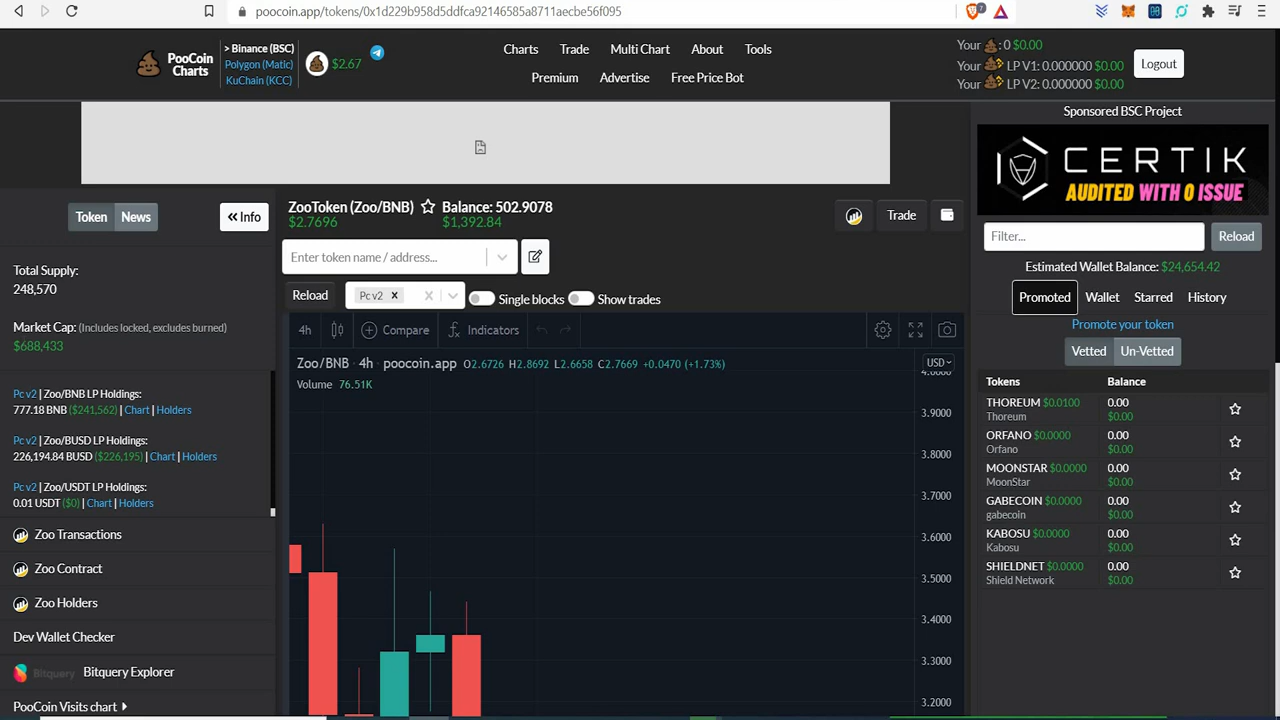 poocoin.app/tokens/0x1d229b958d5ddfca92146585a8711aecbe56f095
7
PooCoin
Charts
> Binance (BSC)
Polygon (Matic)
KuChain (KCC)
$2.67
Charts
Trade
Multi Chart
About
Tools
Premium
Advertise
Free Price Bot
Your : 0 $0.00
Your LP V1: 0.000000 $0.00
Your LP V2: 0.000000 $0.00
Logout
Token
News
Info
Total Supply:
248,570
Market Cap: (Includes locked, excludes burned)
$688,433
Pc v2 | Zoo/BNB LP Holdings:
777.18 BNB ($241,562) | Chart | Holders
Pc v2 | Zoo/BUSD LP Holdings:
226,194.84 BUSD ($226,195) | Chart | Holders
Pc v2 | Zoo/USDT LP Holdings:
0.01 USDT ($0) | Chart | Holders
Zoo Transactions
Zoo Contract
Zoo Holders
Dev Wallet Checker
Bitquery Bitquery Explorer
PooCoin Visits chart
ZooToken (Zoo/BNB)
$2.7696
Balance: 502.9078
$1,392.84
Trade
Enter token name / address...
Reload
Pc v2
Single blocks
Show trades
4h
Compare
Indicators
Zoo/BNB · 4h · poocoin.app O2.6726 H2.8692 L2.6658 C2.7669 +0.0470 (+1.73%)
Volume 76.51K
USD
4.0000
3.9000
3.8000
3.7000
3.6000
3.5000
3.4000
3.3000
3.2000
Sponsored BSC Project
CERTIK
AUDITED WITH 0 ISSUE
Filter...
Reload
Estimated Wallet Balance: $24,654.42
Promoted
Wallet
Starred
History
Promote your token
Vetted
Un-Vetted
Tokens
Balance
THOREUM $0.0100
Thoreum
0.00
$0.00
ORFANO $0.0000
Orfano
0.00
$0.00
MOONSTAR $0.0000
MoonStar
0.00
$0.00
GABECOIN $0.0000
gabecoin
0.00
$0.00
KABOSU $0.0000
Kabosu
0.00
$0.00
SHIELDNET $0.0000
Shield Network
0.00
$0.00